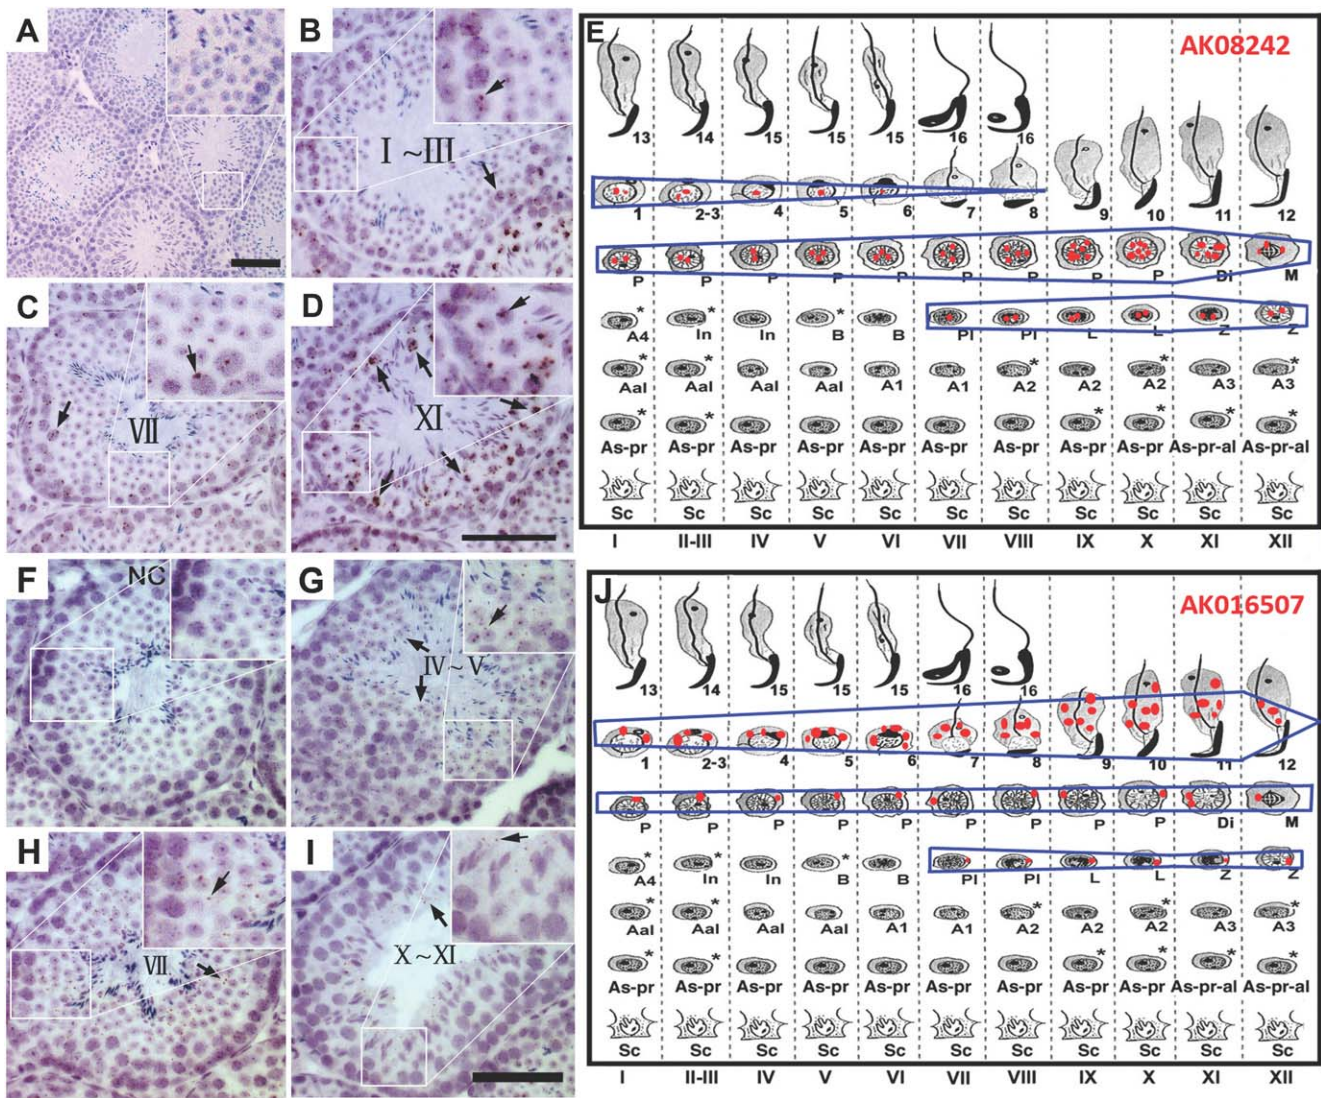 A
B
I ~III
C
VII
D
XI
E
AK08242
13 14 15 15 15 16 16
1 2-3 4 5 6 7 8 9 10 11 12
P P P P P P P P P Di M
A4 * In * In B * B Pl Pl L L Z Z
Aal * Aal * Aal Aal A1 A1 A2 * A2 A2 * A3 A3 *
As-pr * As-pr * As-pr As-pr As-pr As-pr As-pr As-pr * As-pr * As-pr-al * As-pr-al *
Sc Sc Sc Sc Sc Sc Sc Sc Sc Sc Sc
I II-III IV V VI VII VIII IX X XI XII
F
NC
G
IV ~ V
H
VII
I
X ~XI
J
AK016507
13 14 15 15 15 16 16
1 2-3 4 5 6 7 8 9 10 11 12
P P P P P P P P P Di M
A4 * In * In B * B Pl Pl L L Z Z
Aal * Aal * Aal Aal A1 A1 A2 * A2 A2 * A3 A3 *
As-pr * As-pr * As-pr As-pr As-pr As-pr As-pr As-pr * As-pr * As-pr-al * As-pr-al *
Sc Sc Sc Sc Sc Sc Sc Sc Sc Sc Sc
I II-III IV V VI VII VIII IX X XI XII